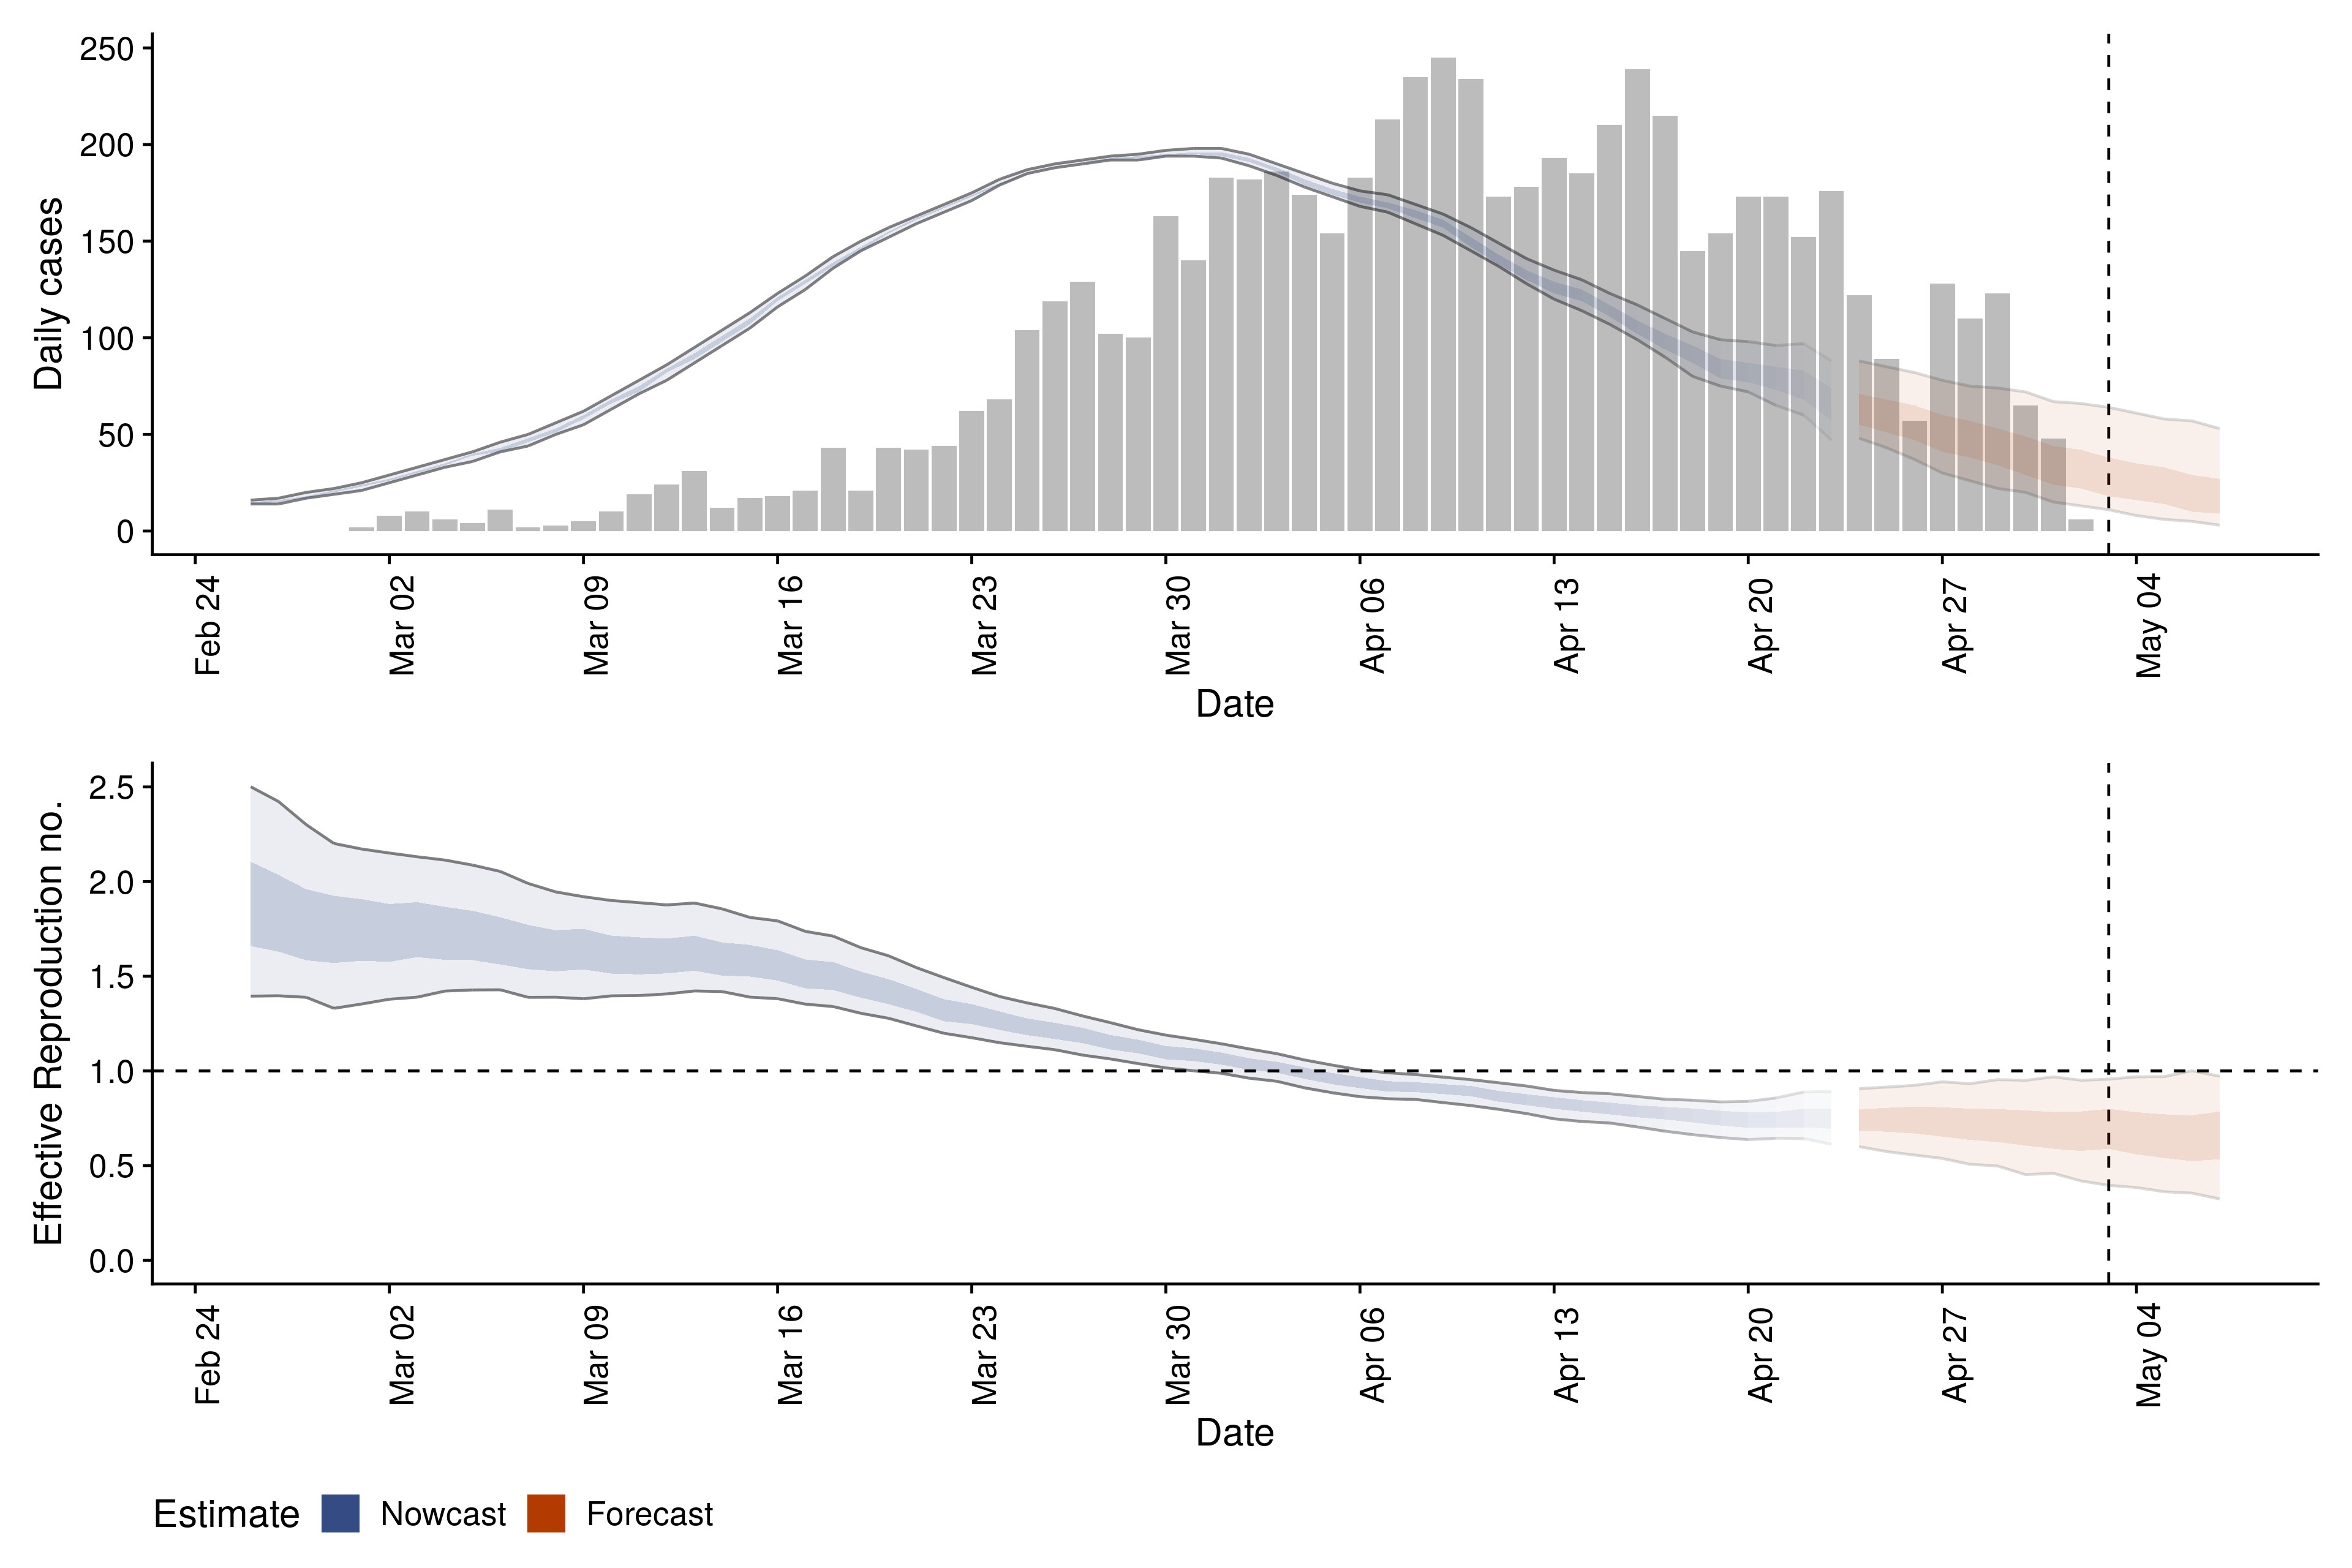 Daily cases
250
200
150
100
50
0
Feb 24
Mar 02
Mar 09
Mar 16
Mar 23
Mar 30
Apr 06
Apr 13
Apr 20
Apr 27
May 04
Date
Effective Reproduction no.
2.5
2.0
1.5
1.0
0.5
0.0
Feb 24
Mar 02
Mar 09
Mar 16
Mar 23
Mar 30
Apr 06
Apr 13
Apr 20
Apr 27
May 04
Date
Estimate Nowcast Forecast